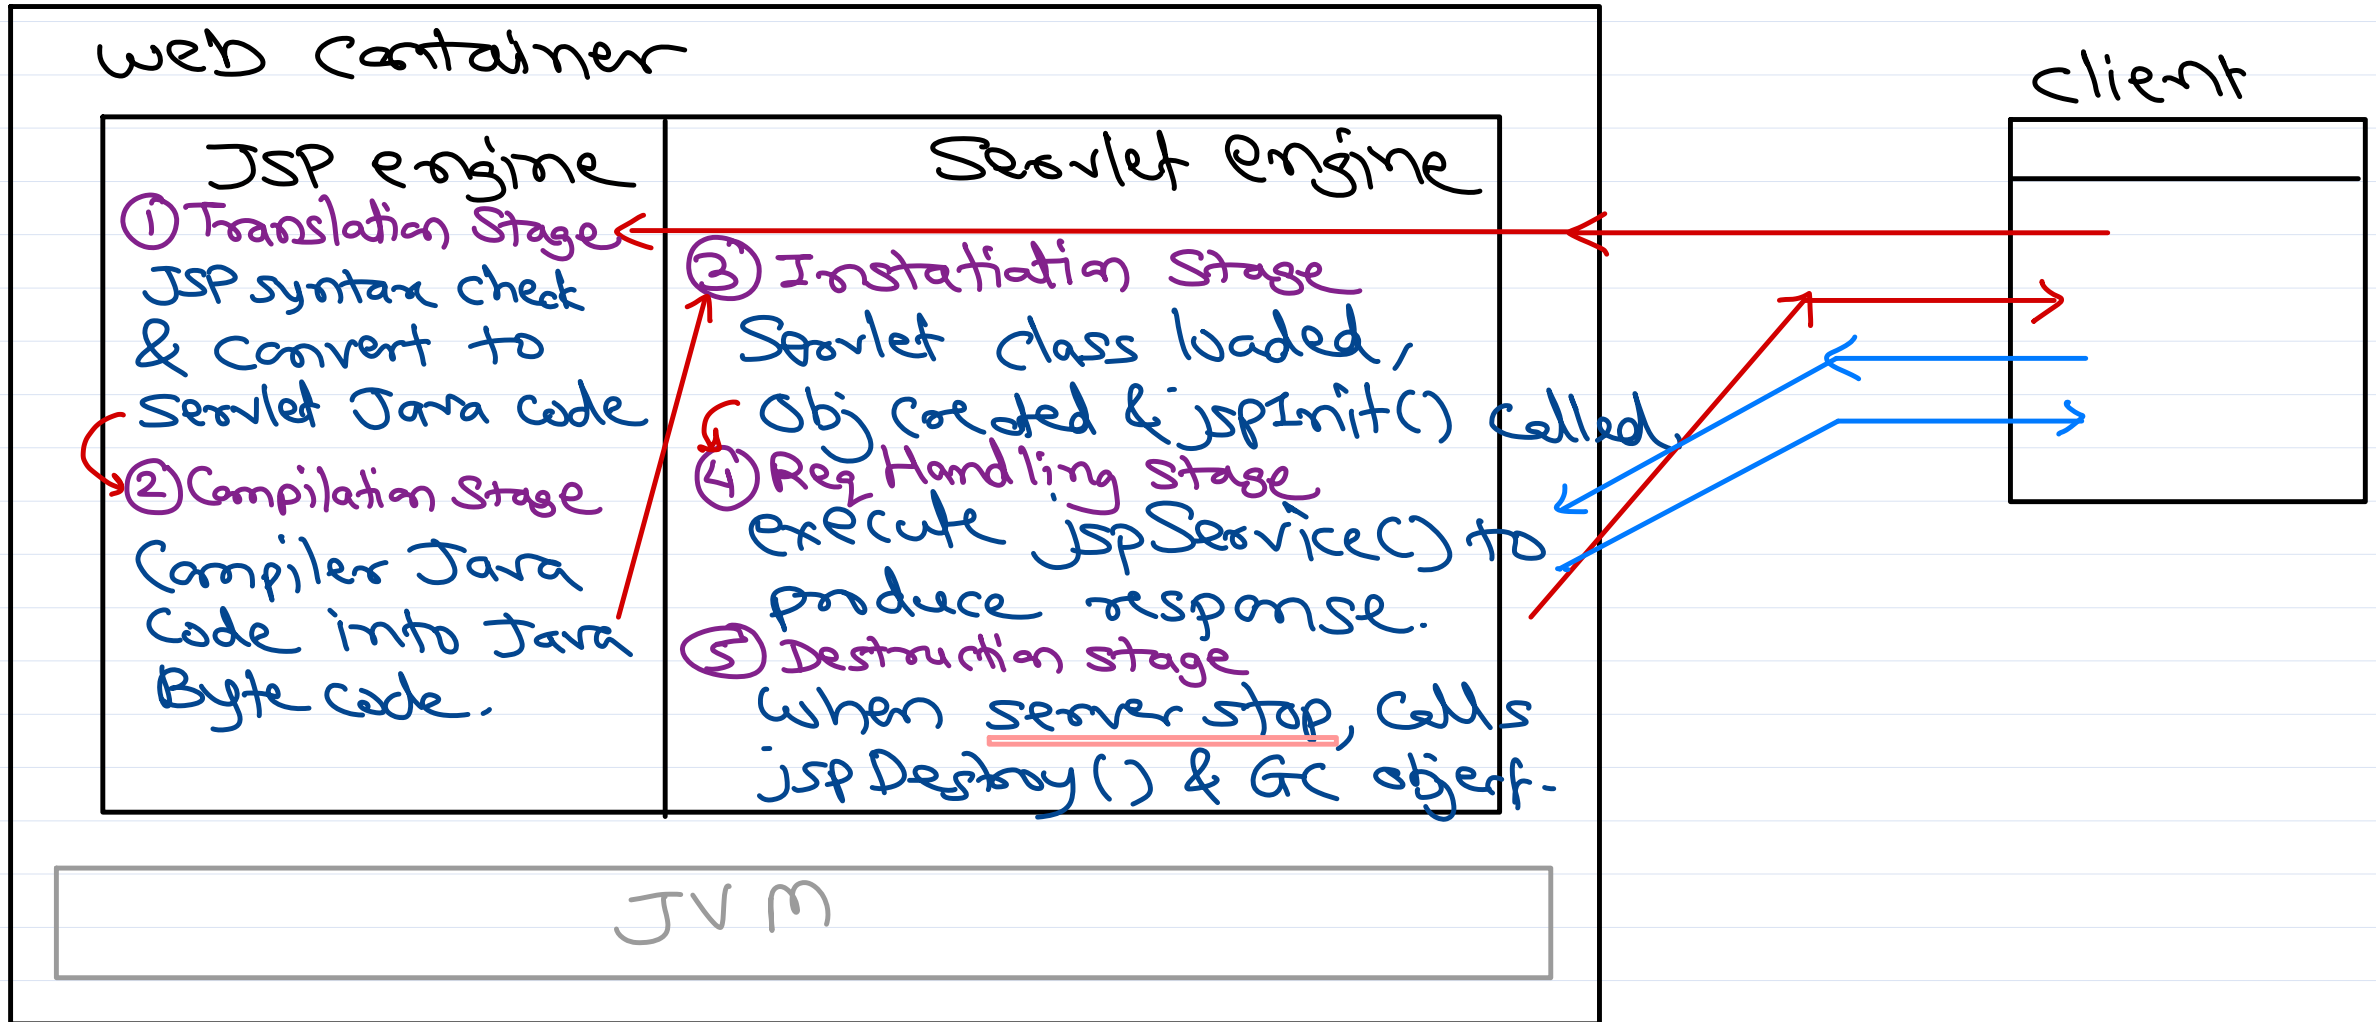 Web Container
Client
JSP engine
① Translation Stage
JSP syntax check
& convert to
Servlet Java code
② Compilation Stage
Compiler Java
Code into Java
Byte code.
Servlet Engine
③ Instatiation Stage
Servlet class loaded,
Obj created & jspInit() called,
④ Req Handling Stage
execute jspService() to
produce response.
⑤ Destruction Stage
When server stop, calls
jspDestroy() & GC object.
JVM